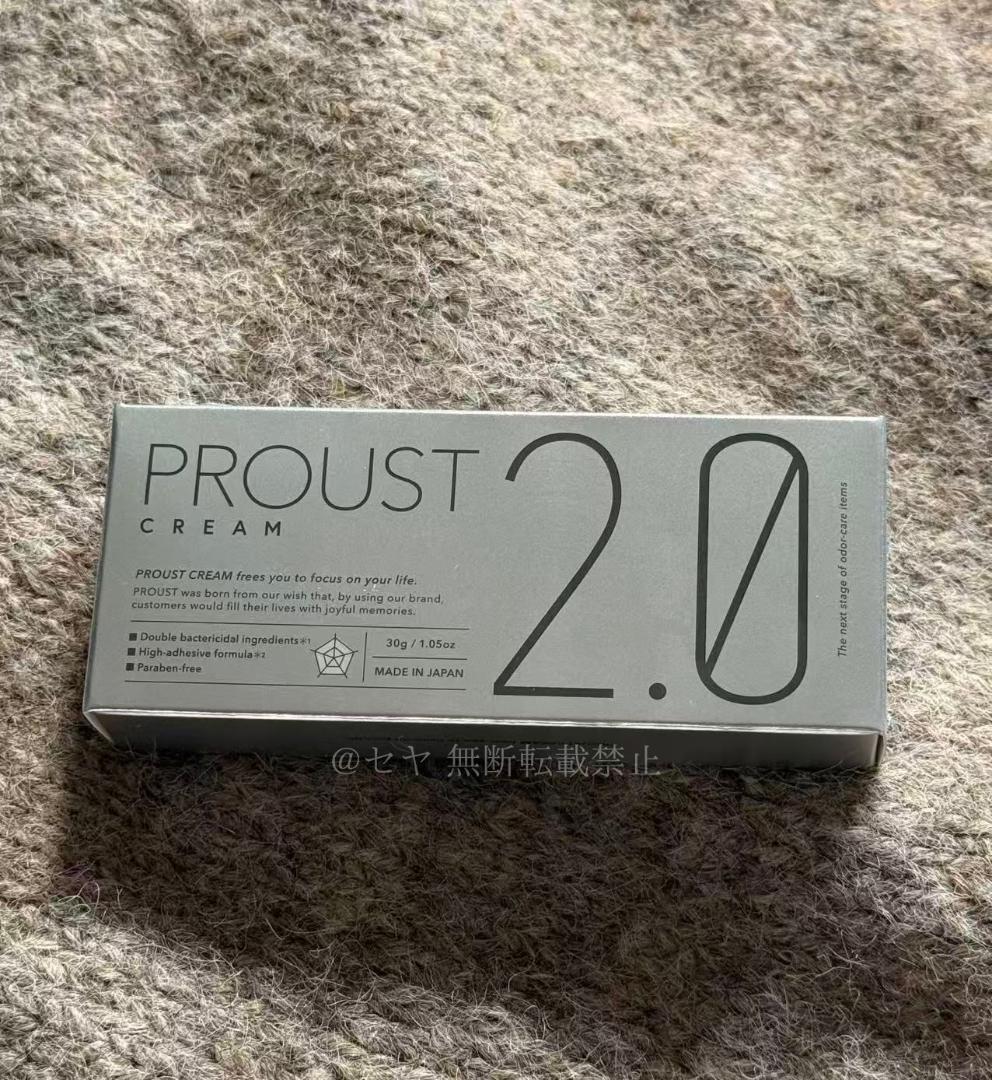 PROUST
CREAM
2.0
PROUST CREAM frees you to focus on your life.
PROUST was born from our wish that, by using our brand,
customers would fill their lives with joyful memories.
■ Double bactericidal ingredients※1
■ High-adhesive formula※2
■ Paraben-free
30g / 1.05oz
MADE IN JAPAN
The next stage of odor-care items
@セヤ 無断転載禁止